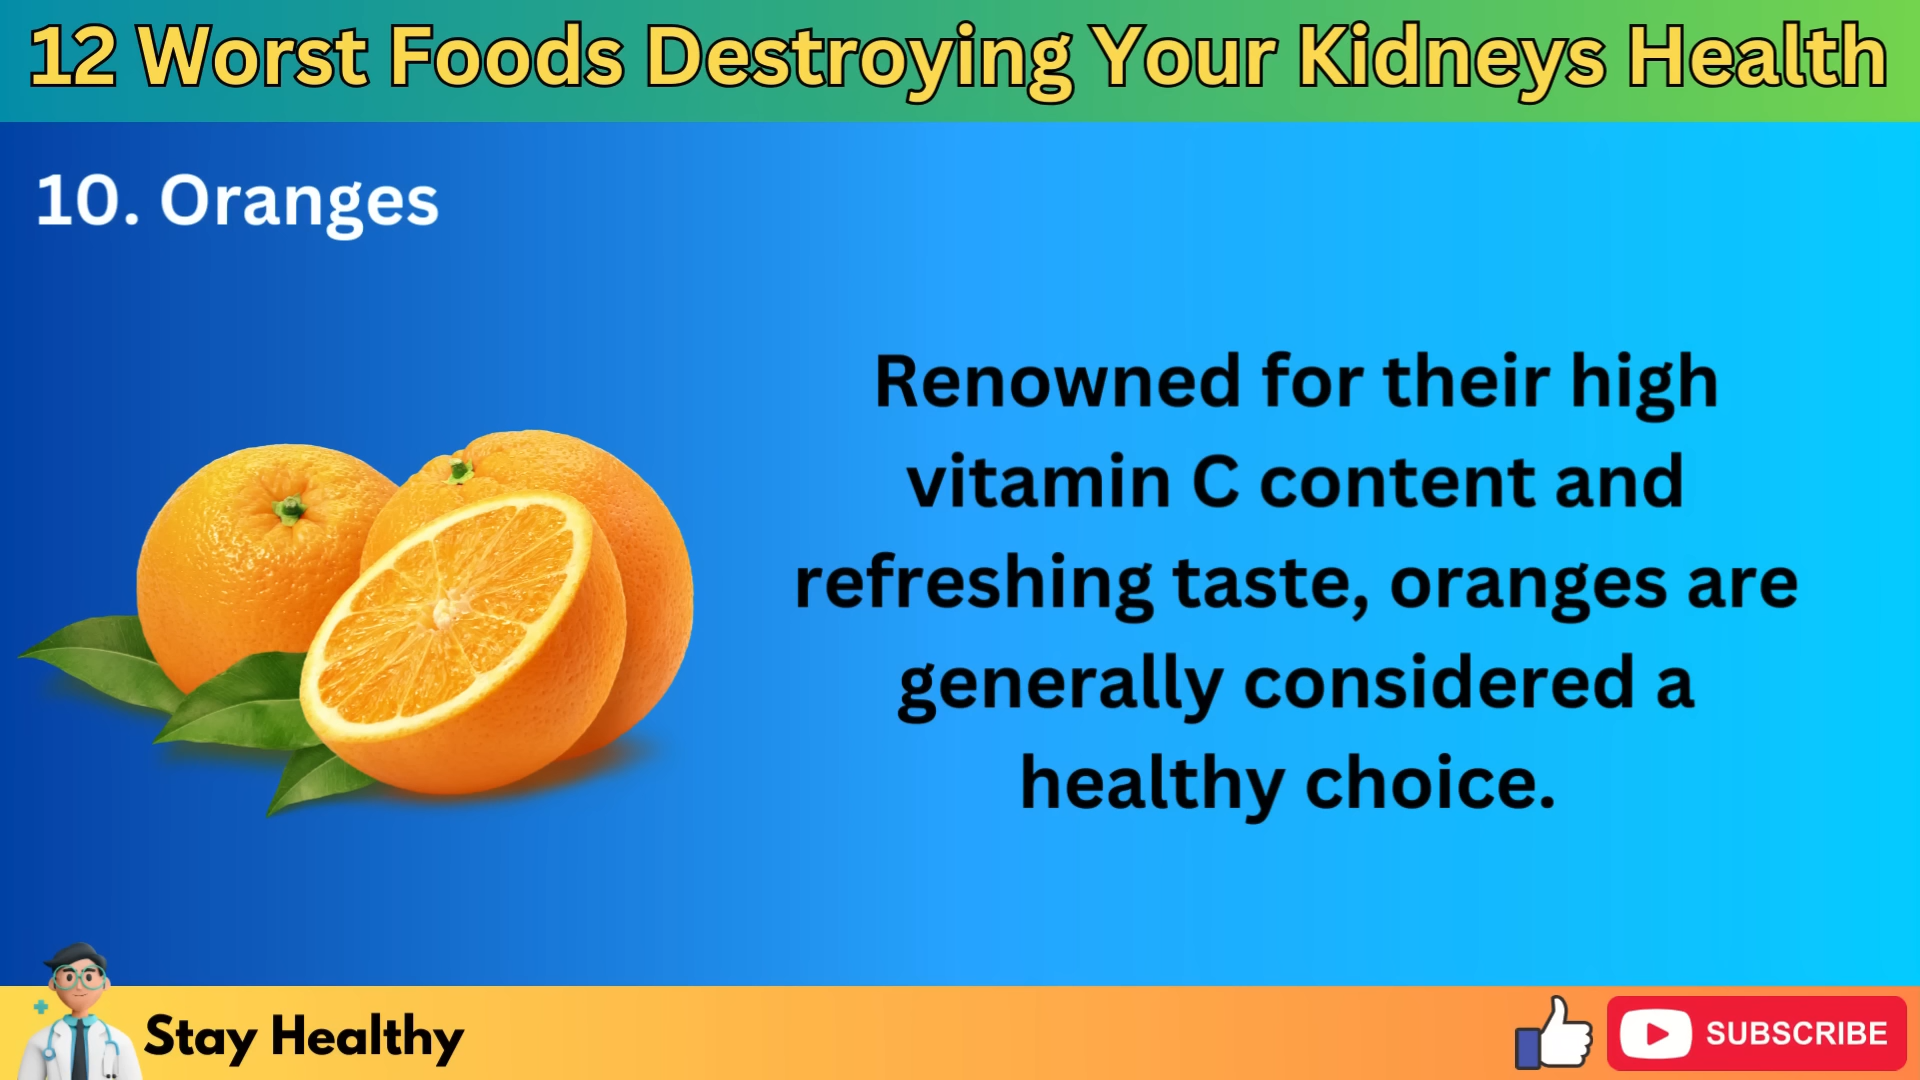 12 Worst Foods Destroying Your Kidneys Health
10. Oranges
Renowned for their high
vitamin C content and
refreshing taste, oranges are
generally considered a
healthy choice.
Stay Healthy
SUBSCRIBE